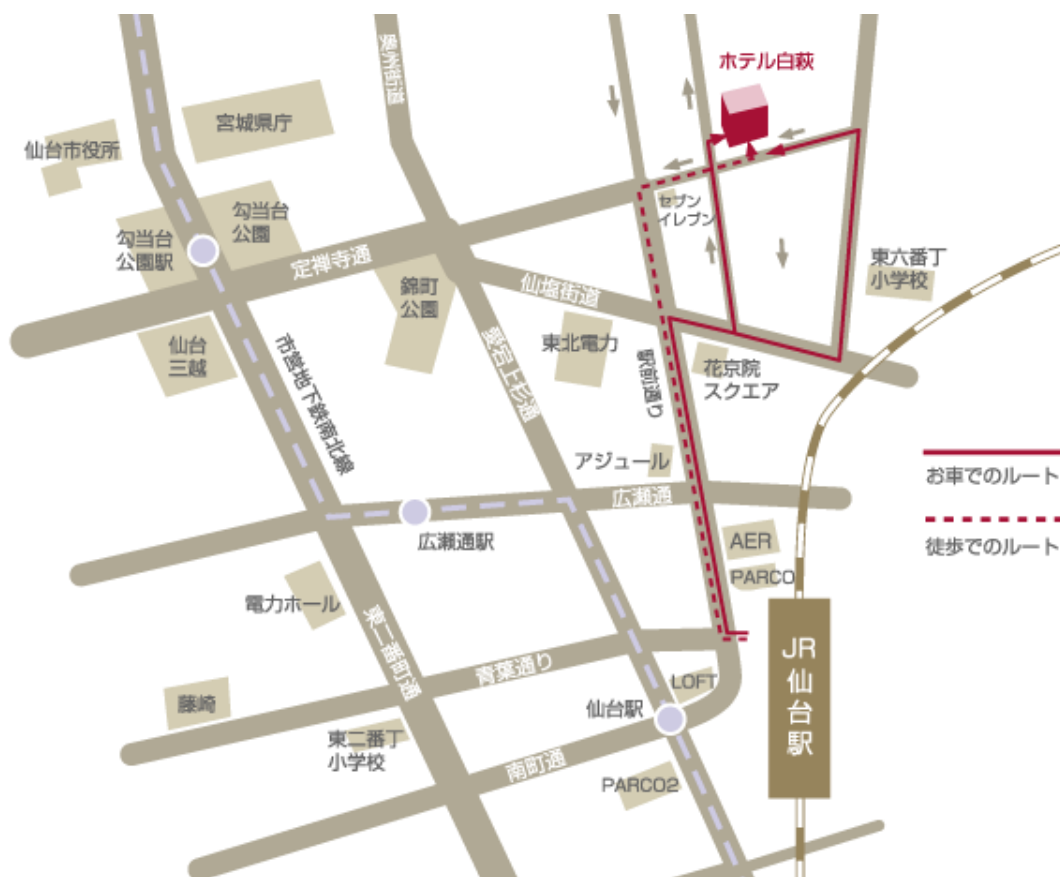 ホテル白萩
奥州街道
宮城県庁
仙台市役所
勾当台
公園
勾当台
公園駅
定禅寺通
セブン
イレブン
東六番丁
小学校
錦町
公園
仙塩街道
仙台
三越
東北電力
花京院
スクエア
駅前通り
市営地下鉄南北線
愛宕上杉通
アジュール
広瀬通
お車でのルート
広瀬通駅
AER
徒歩でのルート
PARCO
電力ホール
東二番町通
青葉通り
JR
仙
台
駅
LOFT
藤崎
仙台駅
東二番丁
小学校
南町通
PARCO2